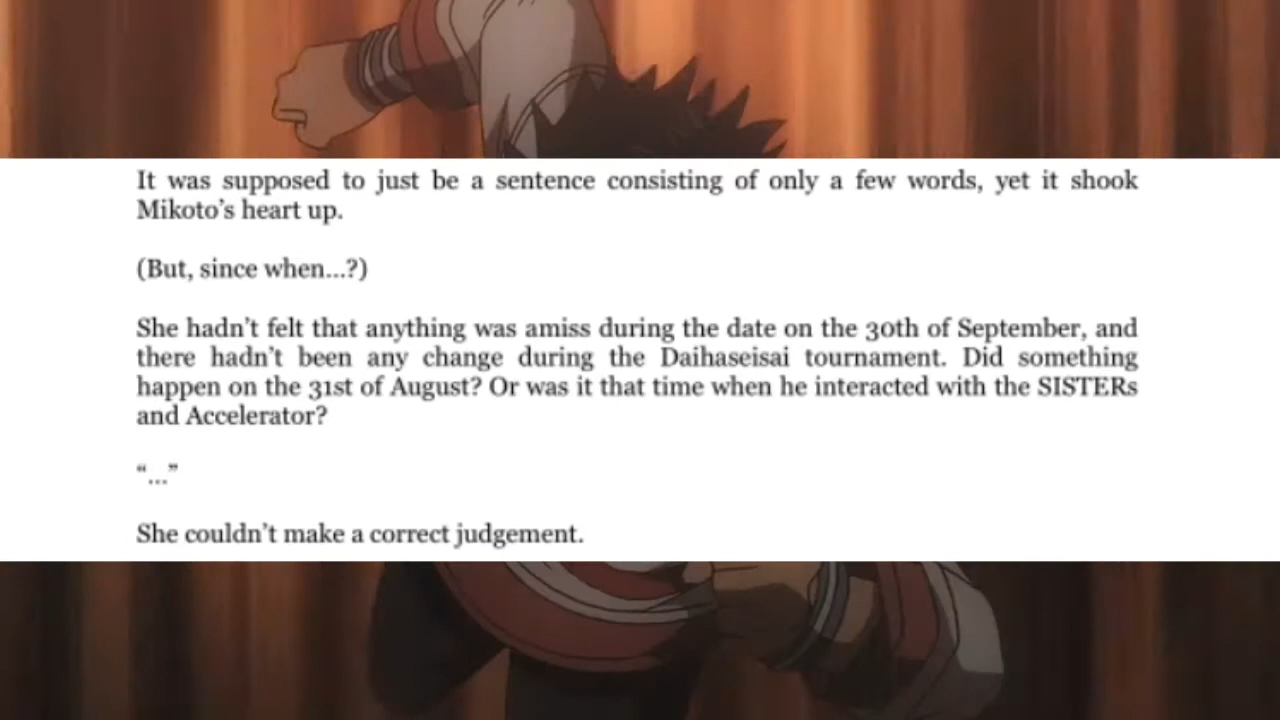 It was supposed to just be a sentence consisting of only a few words, yet it shook
Mikoto’s heart up.
(But, since when...?)
She hadn’t felt that anything was amiss during the date on the 30th of September, and
there hadn’t been any change during the Daihaseisai tournament. Did something
happen on the 31st of August? Or was it that time when he interacted with the SISTERs
and Accelerator?
“...”
She couldn’t make a correct judgement.